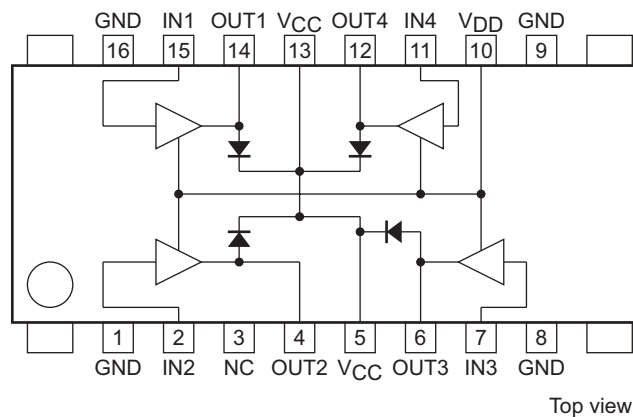 GND IN1 OUT1 VCC OUT4 IN4 VDD GND
16 15 14 13 12 11 10 9
1 2 3 4 5 6 7 8
GND IN2 NC OUT2 VCC OUT3 IN3 GND
Top view